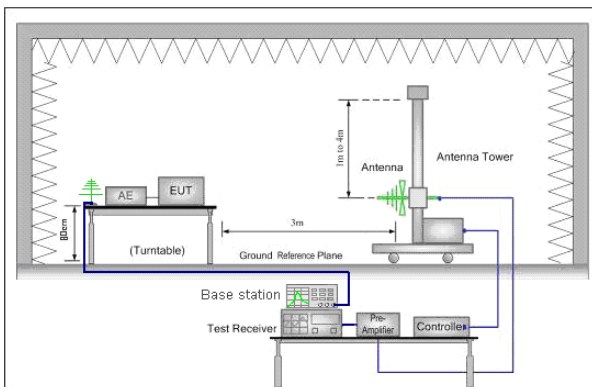 1m to 4m
Antenna
Antenna Tower
AE
EUT
80cm
(Turntable)
3m
Ground Reference Plane
Base station
Test Receiver
Pre-
Amplifier
Controlle